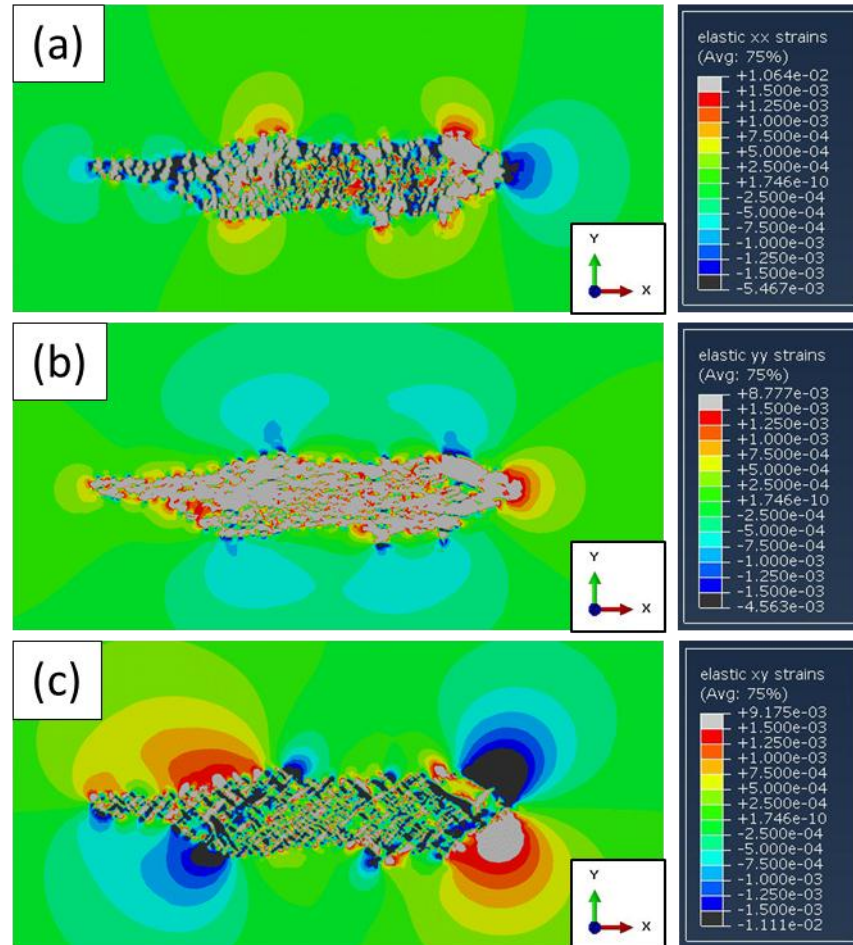 (a)
elastic xx strains
(Avg: 75%)
+1.064e-02
+1.500e-03
+1.250e-03
+1.000e-03
+7.500e-04
+5.000e-04
+2.500e-04
+1.746e-10
-2.500e-04
-5.000e-04
-7.500e-04
-1.000e-03
-1.250e-03
-1.500e-03
-5.467e-03
Y
X
(b)
elastic yy strains
(Avg: 75%)
+8.777e-03
+1.500e-03
+1.250e-03
+1.000e-03
+7.500e-04
+5.000e-04
+2.500e-04
+1.746e-10
-2.500e-04
-5.000e-04
-7.500e-04
-1.000e-03
-1.250e-03
-1.500e-03
-4.563e-03
Y
X
(c)
elastic xy strains
(Avg: 75%)
+9.175e-03
+1.500e-03
+1.250e-03
+1.000e-03
+7.500e-04
+5.000e-04
+2.500e-04
+1.746e-10
-2.500e-04
-5.000e-04
-7.500e-04
-1.000e-03
-1.250e-03
-1.500e-03
-1.111e-02
Y
X